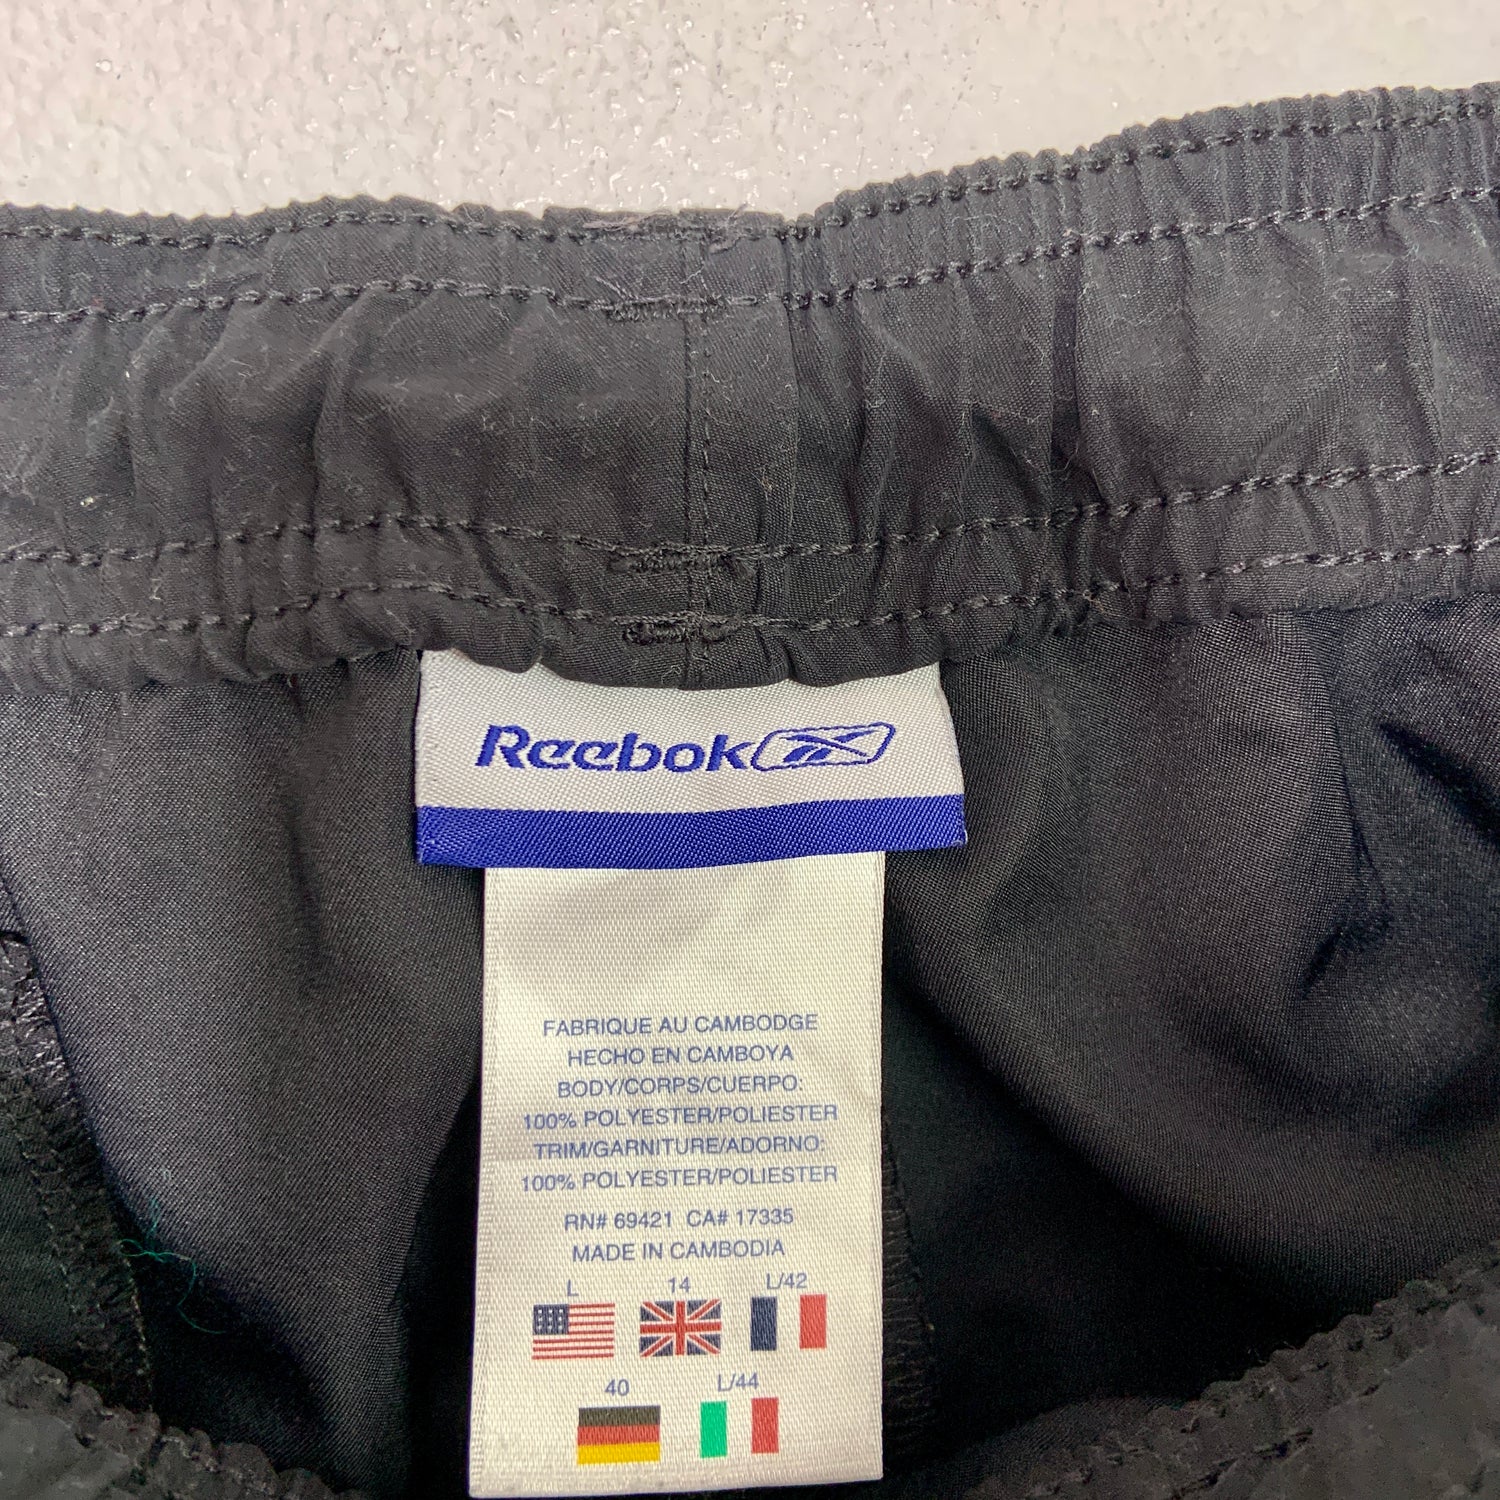 Reebok
FABRIQUE AU CAMBODGE
HECHO EN CAMBOYA
BODY/CORPS/CUERPO:
100% POLYESTER/POLIESTER
TRIM/GARNITURE/ADORNO:
100% POLYESTER/POLIESTER
RN# 69421 CA# 17335
MADE IN CAMBODIA
L 14 L/42
40 L/44